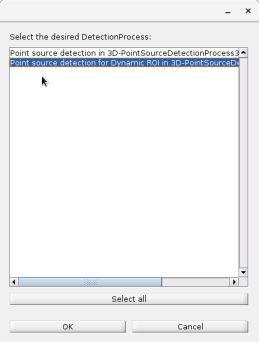 Select the desired DetectionProcess:
Point source detection in 3D-PointSourceDetectionProcess3
Point source detection for Dynamic ROI in 3D-PointSourceDe
Select all
OK Cancel